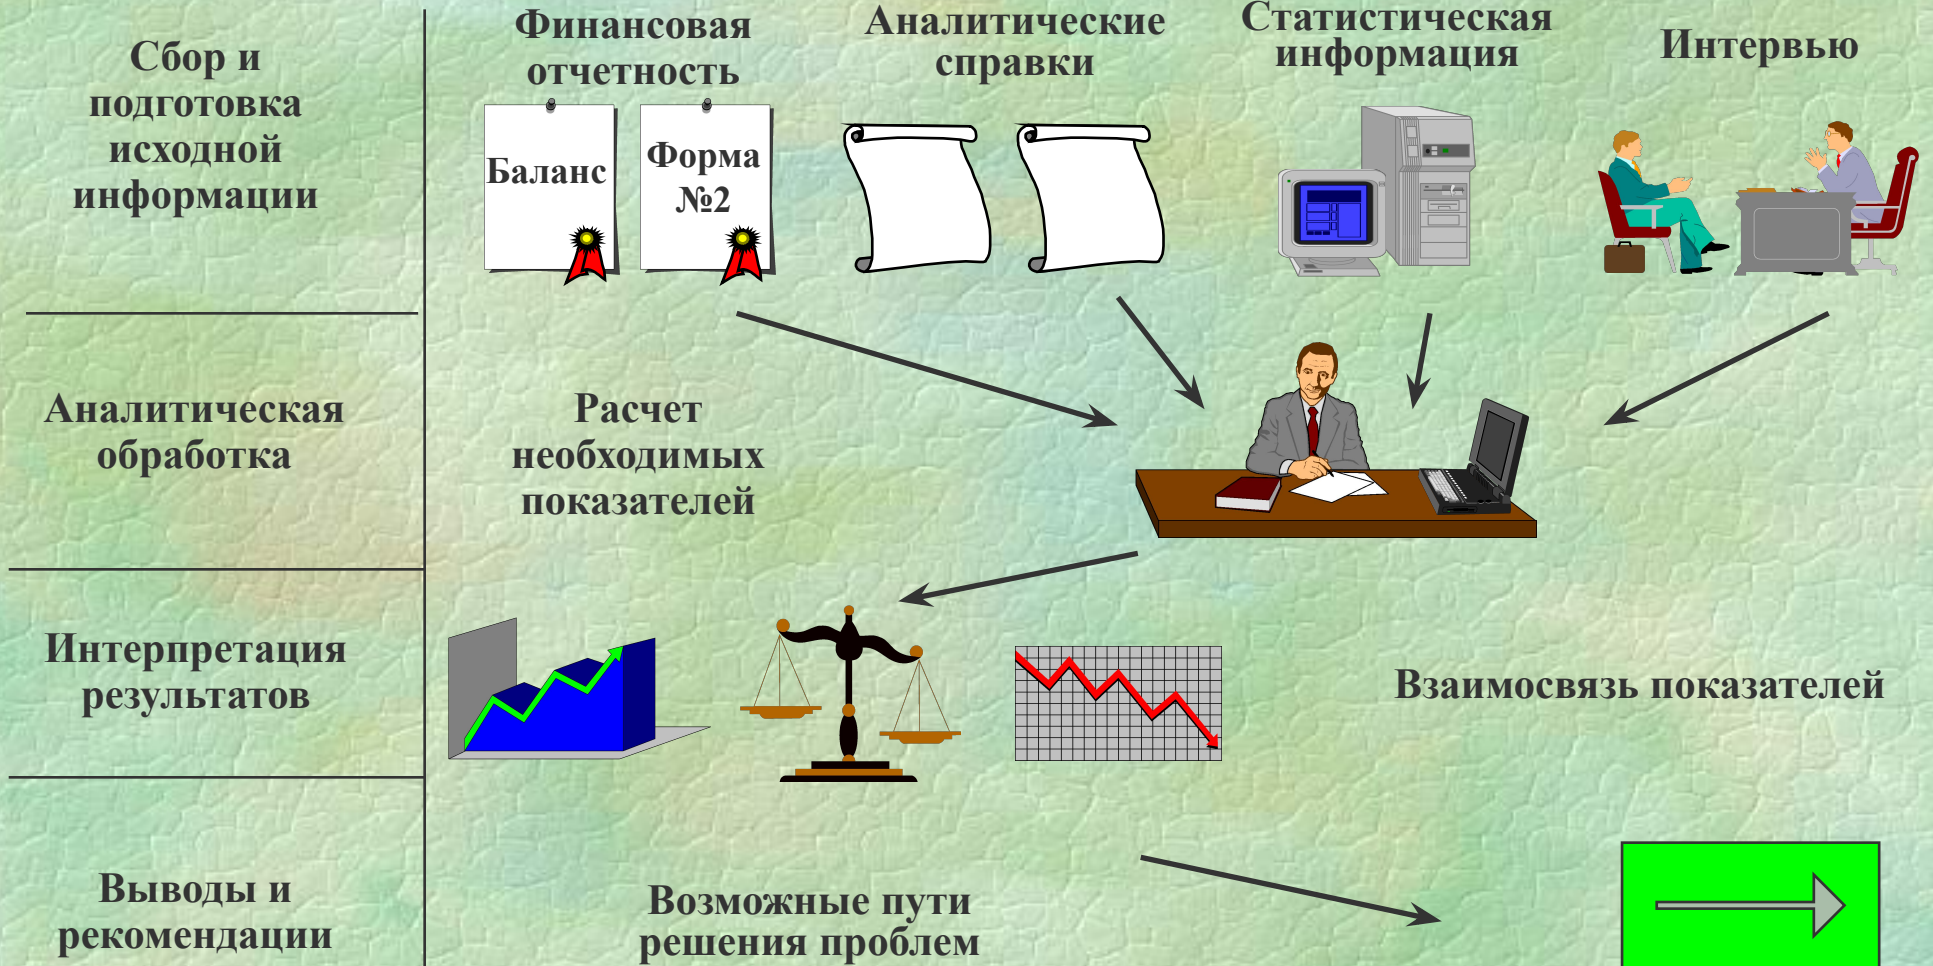 Сбор и
подготовка
исходной
информации
Финансовая
отчетность
Аналитические
справки
Статистическая
информация
Интервью
Баланс
Форма
№2
Аналитическая
обработка
Расчет
необходимых
показателей
Интерпретация
результатов
Взаимосвязь показателей
Выводы и
рекомендации
Возможные пути
решения проблем